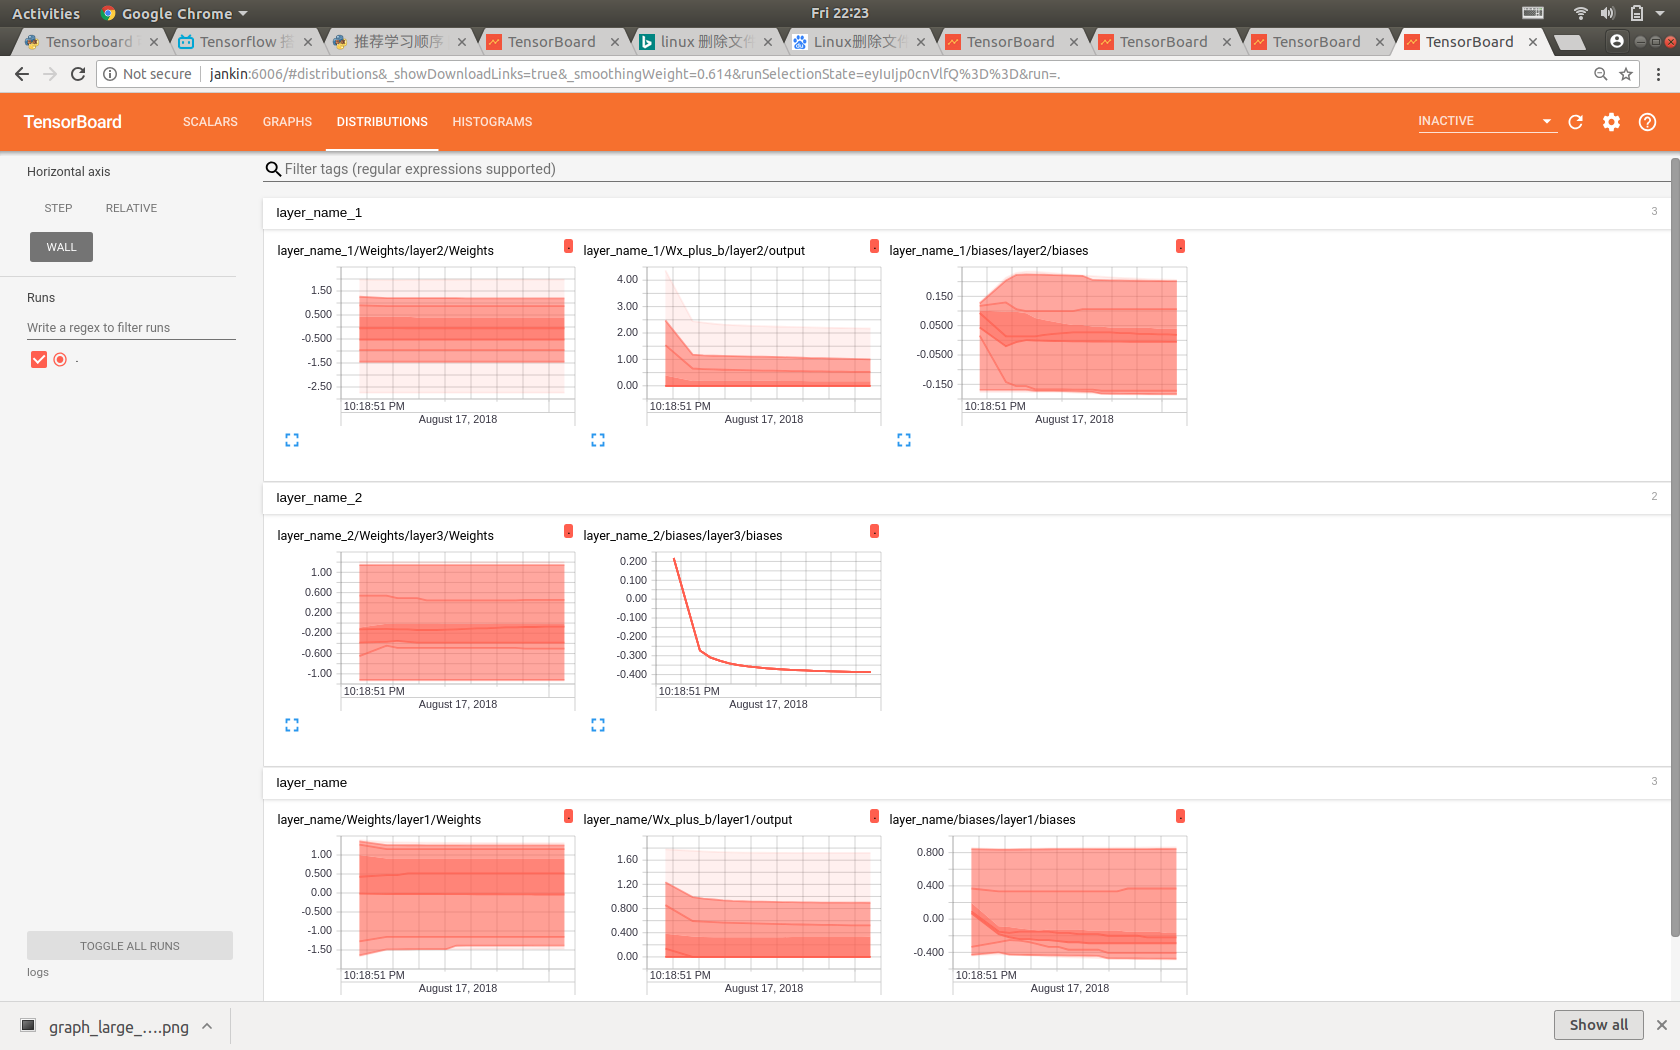 Activities Google Chrome Fri 22:23
Tensorboard Tensorflow 搭 推荐学习顺序 TensorBoard linux 删除文件 Linux删除文件 TensorBoard TensorBoard TensorBoard TensorBoard
Not secure jankin:6006/#distributions&_showDownloadLinks=true&_smoothingWeight=0.614&runSelectionState=eyIuIjp0cnVlfQ%3D%3D&run=.
TensorBoard SCALARS GRAPHS DISTRIBUTIONS HISTOGRAMS INACTIVE
Horizontal axis
STEP RELATIVE
WALL
Runs
Write a regex to filter runs
.
TOGGLE ALL RUNS
logs
Filter tags (regular expressions supported)
layer_name_1 3
layer_name_1/Weights/layer2/Weights
1.50
0.500
-0.500
-1.50
-2.50
10:18:51 PM
August 17, 2018
layer_name_1/Wx_plus_b/layer2/output
4.00
3.00
2.00
1.00
0.00
10:18:51 PM
August 17, 2018
layer_name_1/biases/layer2/biases
0.150
0.0500
-0.0500
-0.150
10:18:51 PM
August 17, 2018
layer_name_2 2
layer_name_2/Weights/layer3/Weights
1.00
0.600
0.200
-0.200
-0.600
-1.00
10:18:51 PM
August 17, 2018
layer_name_2/biases/layer3/biases
0.200
0.100
0.00
-0.100
-0.200
-0.300
-0.400
10:18:51 PM
August 17, 2018
layer_name 3
layer_name/Weights/layer1/Weights
1.00
0.500
0.00
-0.500
-1.00
-1.50
10:18:51 PM
August 17, 2018
layer_name/Wx_plus_b/layer1/output
1.60
1.20
0.800
0.400
0.00
10:18:51 PM
August 17, 2018
layer_name/biases/layer1/biases
0.800
0.400
0.00
-0.400
10:18:51 PM
August 17, 2018
graph_large_....png Show all